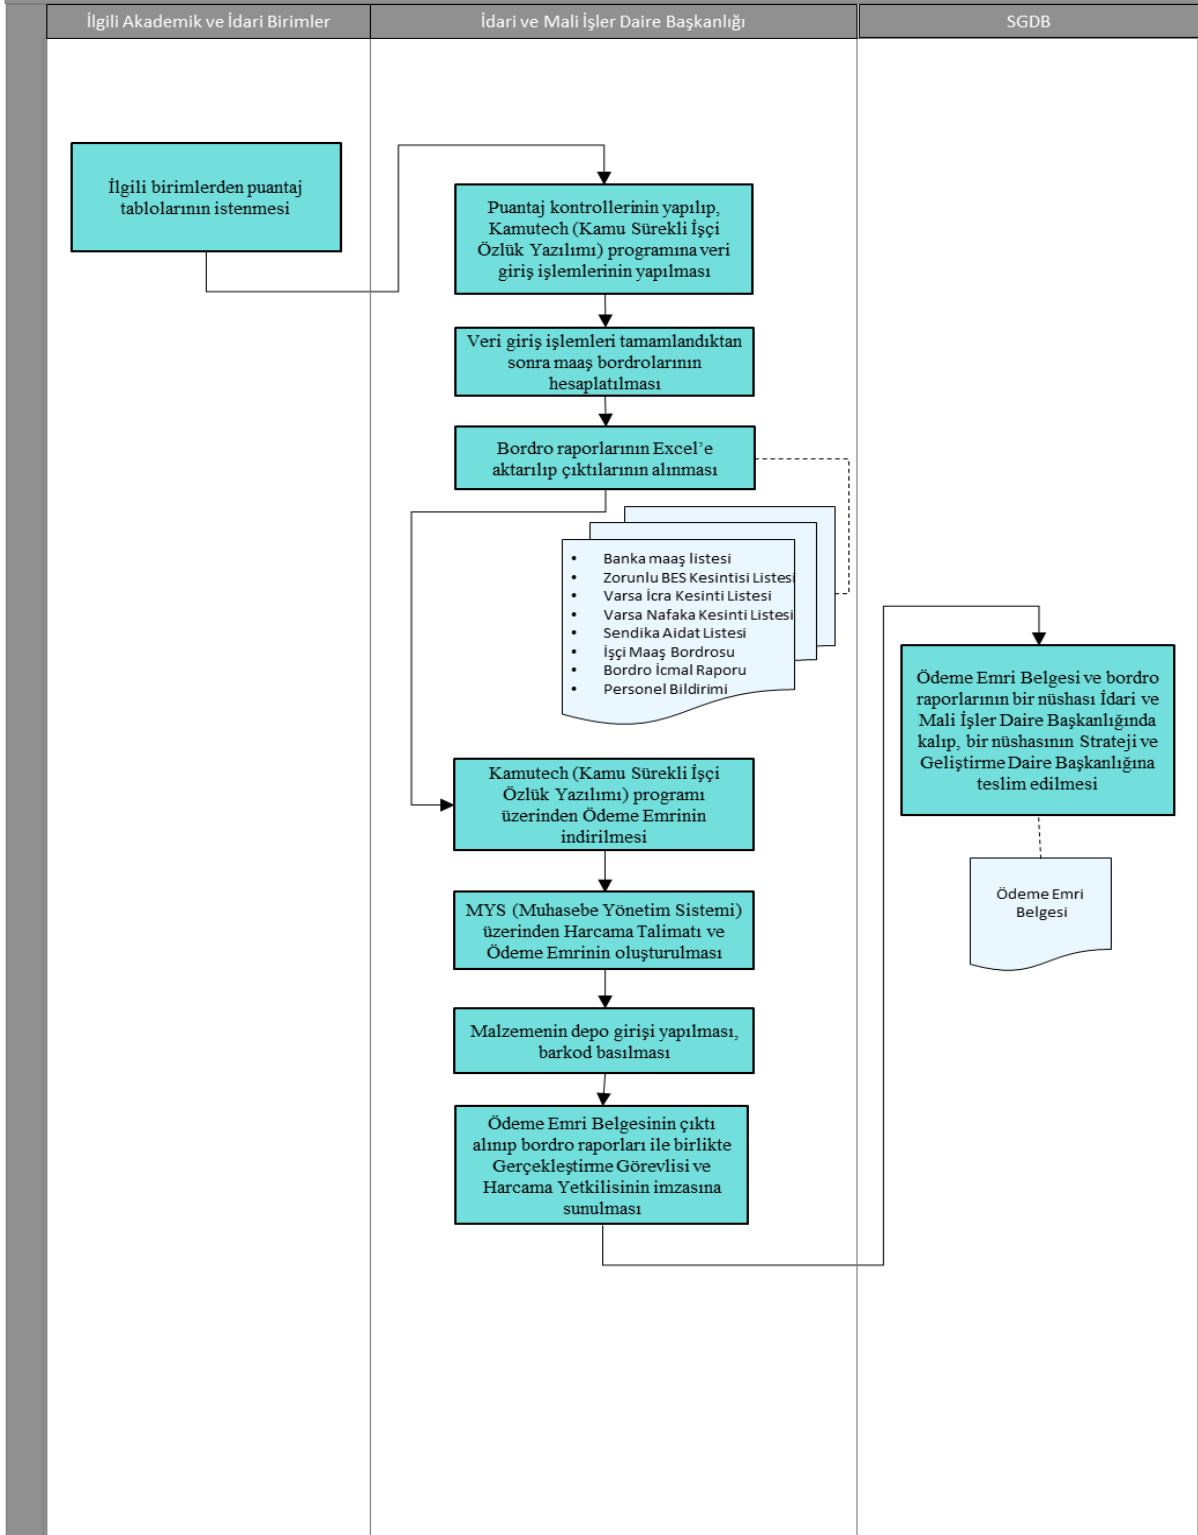 İlgili Akademik ve İdari Birimler
İdari ve Mali İşler Daire Başkanlığı
SGDB
İlgili birimlerden puantaj
tablolarının istenmesi
Puantaj kontrollerinin yapılıp,
Kamutech (Kamu Sürekli İşçi
Özlük Yazılımı) programına veri
giriş işlemlerinin yapılması
Veri giriş işlemleri tamamlandıktan
sonra maaş bordrolarının
hesaplatılması
Bordro raporlarının Excel’e
aktarılıp çıktılarının alınması
• Banka maaş listesi
• Zorunlu BES Kesintisi Listesi
• Varsa İcra Kesinti Listesi
• Varsa Nafaka Kesinti Listesi
• Sendika Aidat Listesi
• İşçi Maaş Bordrosu
• Bordro İcmal Raporu
• Personel Bildirimi
Kamutech (Kamu Sürekli İşçi
Özlük Yazılımı) programı
üzerinden Ödeme Emrinin
indirilmesi
MYS (Muhasebe Yönetim Sistemi)
üzerinden Harcama Talimatı ve
Ödeme Emrinin oluşturulması
Malzemenin depo girişi yapılması,
barkod basılması
Ödeme Emri Belgesinin çıktı
alınıp bordro raporları ile birlikte
Gerçekleştirme Görevlisi ve
Harcama Yetkilisinin imzasına
sunulması
Ödeme Emri Belgesi ve bordro
raporlarının bir nüshası İdari ve
Mali İşler Daire Başkanlığında
kalıp, bir nüshasının Strateji ve
Geliştirme Daire Başkanlığına
teslim edilmesi
Ödeme Emri
Belgesi